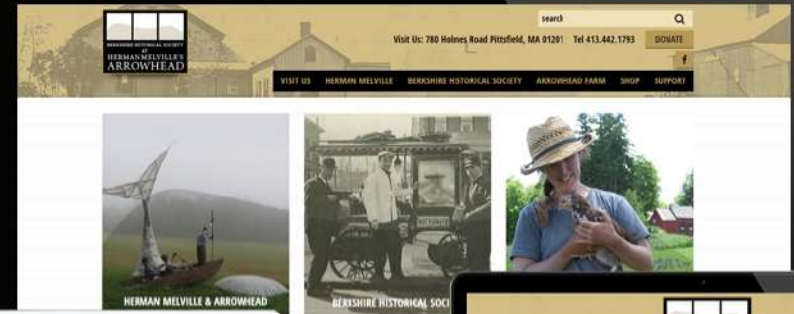 search
BERKSHIRE HISTORICAL SOCIETY
AT
HERMAN MELVILLE'S
ARROWHEAD
Visit Us: 780 Holmes Road Pittsfield, MA 01201 Tel 413.442.1793
DONATE
f
VISIT US HERMAN MELVILLE BERKSHIRE HISTORICAL SOCIETY ARROWHEAD FARM SHOP SUPPORT
HERMAN MELVILLE & ARROWHEAD
BERKSHIRE HISTORICAL SOCI